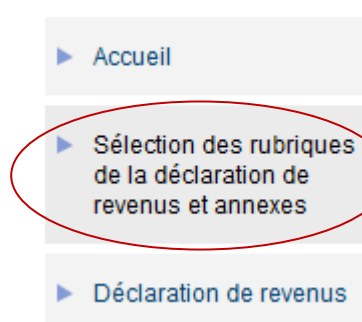 Accueil
Sélection des rubriques
de la déclaration de
revenus et annexes
Déclaration de revenus